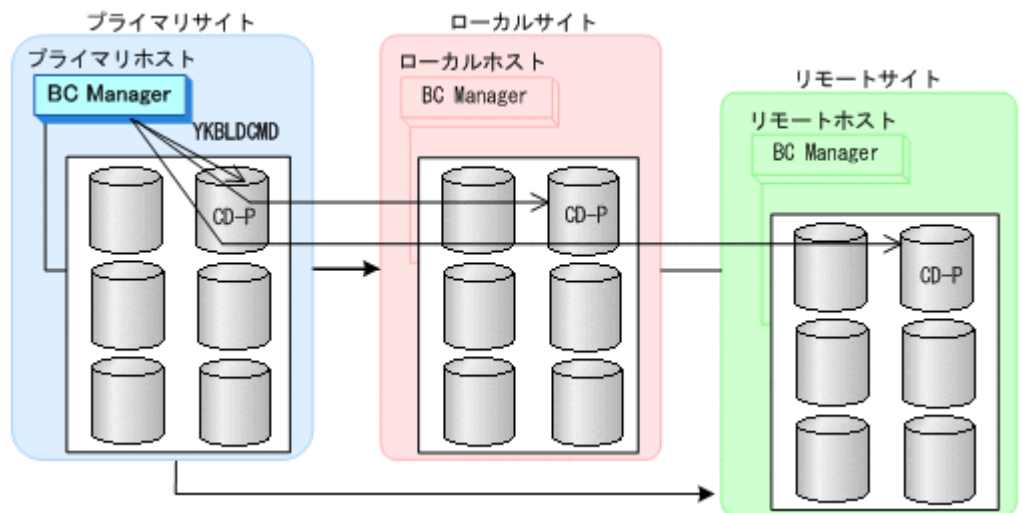 プライマリサイト
プライマリホスト
BC Manager
YKBLDCMD
CD-P
ローカルサイト
ローカルホスト
BC Manager
CD-P
リモートサイト
リモートホスト
BC Manager
CD-P